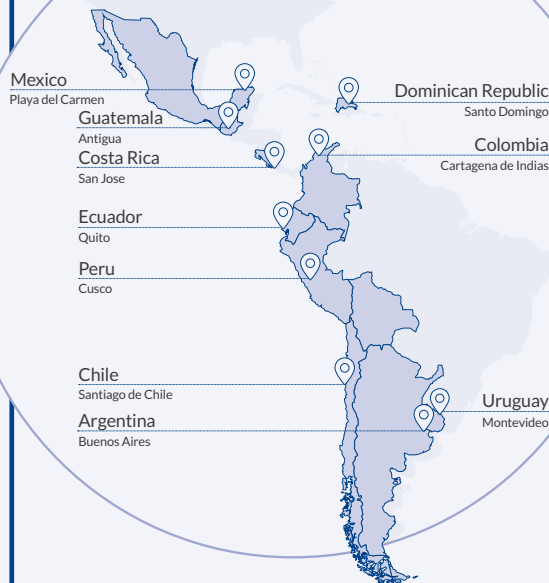 Mexico
Playa del Carmen
Dominican Republic
Santo Domingo
Guatemala
Antigua
Colombia
Cartagena de Indias
Costa Rica
San Jose
Ecuador
Quito
Peru
Cusco
Chile
Santiago de Chile
Uruguay
Montevideo
Argentina
Buenos Aires